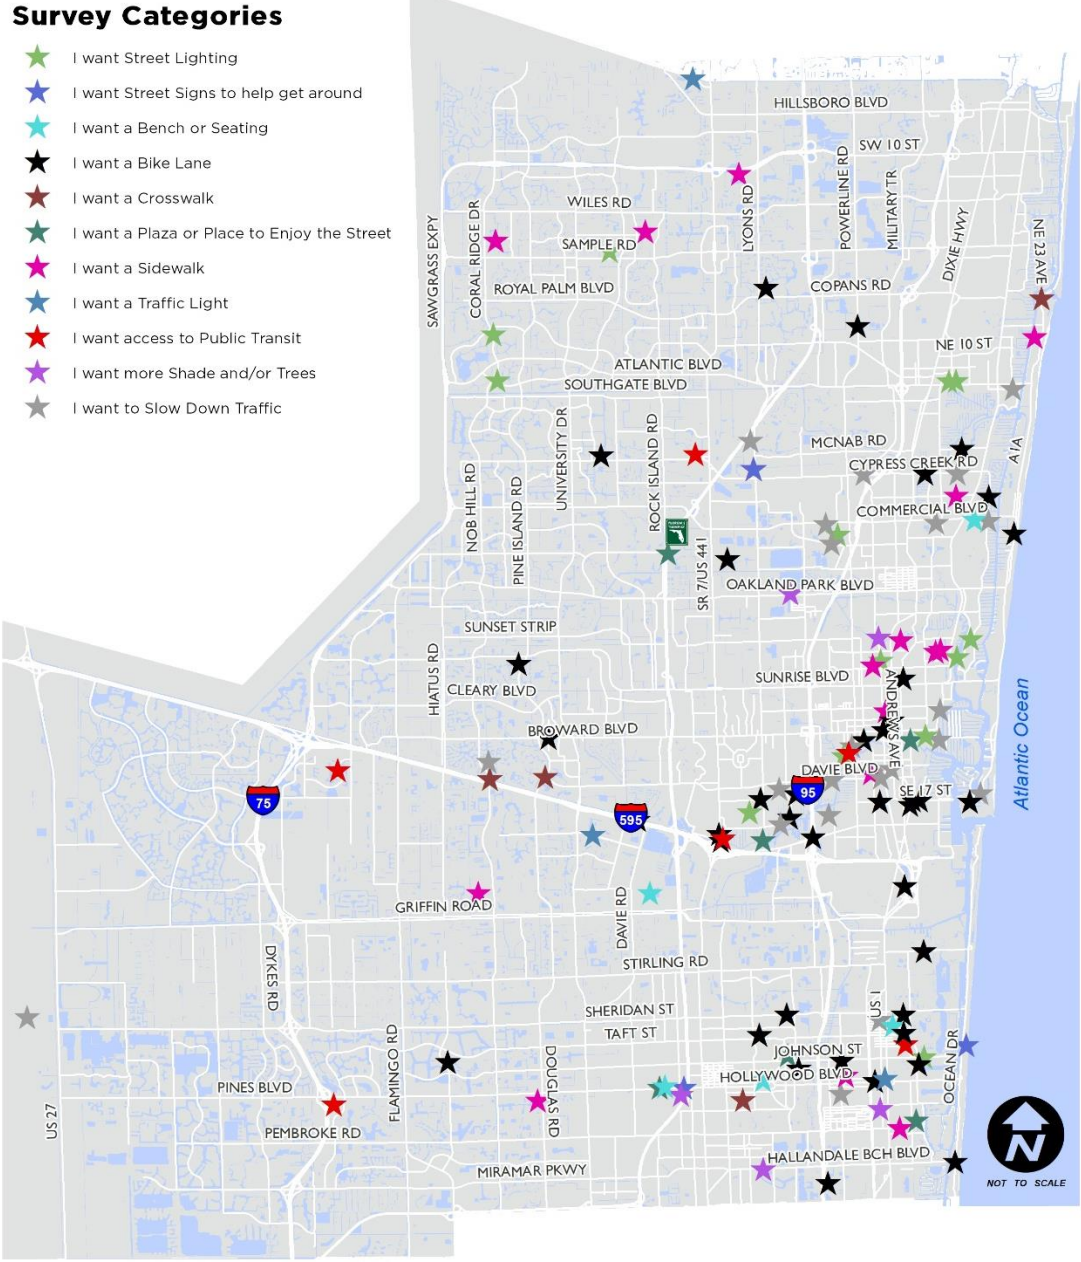 Survey Categories
I want Street Lighting
I want Street Signs to help get around
I want a Bench or Seating
I want a Bike Lane
I want a Crosswalk
I want a Plaza or Place to Enjoy the Street
I want a Sidewalk
I want a Traffic Light
I want access to Public Transit
I want more Shade and/or Trees
I want to Slow Down Traffic
HILLSBORO BLVD
SW 10 ST
POWERLINE RD
MILITARY TR
WILES RD
LYONS RD
DIXIE HWY
NE 23 AVE
SAWGRASS EXPY
CORAL RIDGE DR
SAMPLE RD
ROYAL PALM BLVD
COPANS RD
NE 10 ST
ATLANTIC BLVD
SOUTHGATE BLVD
UNIVERSITY DR
ROCK ISLAND RD
MCNAB RD
A1A
CYPRESS CREEK RD
NOB HILL RD
PINE ISLAND RD
COMMERCIAL BLVD
SR 7/US 441
OAKLAND PARK BLVD
SUNSET STRIP
HIATUS RD
SUNRISE BLVD
CLEARY BLVD
ANDREWS AVE
BROWARD BLVD
Atlantic Ocean
DAVIE BLVD
75
95
SE 17 ST
595
GRIFFIN ROAD
DAVIE RD
DYKES RD
STIRLING RD
SHERIDAN ST
US 1
TAFT ST
FLAMINGO RD
DOUGLAS RD
JOHNSON ST
OCEAN DR
HOLLYWOOD BLVD
PINES BLVD
US 27
PEMBROKE RD
HALLANDALE BCH BLVD
MIRAMAR PKWY
N
NOT TO SCALE